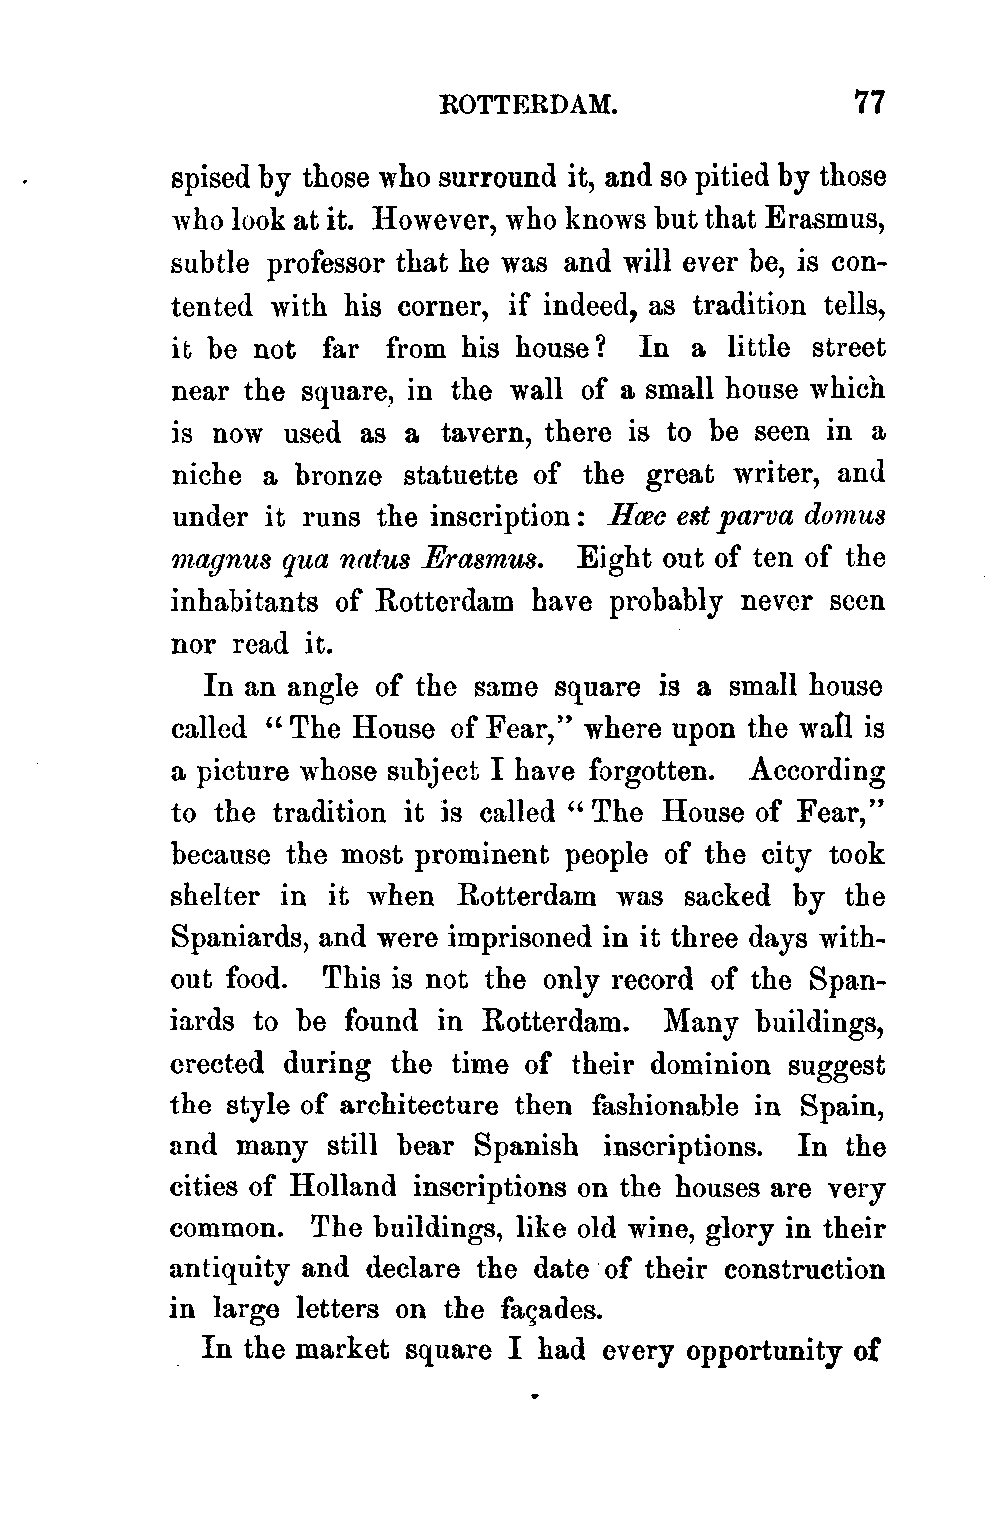 ROTTERDAM. 77
spised by those who surround it, and so pitied by those
who look at it. However, who knows but that Erasmus,
subtle professor that he was and will ever be, is con-
tented with his corner, if indeed, as tradition tells,
it be not far from his house? In a little street
near the square, in the wall of a small house which
is now used as a tavern, there is to be seen in a
niche a bronze statuette of the great writer, and
under it runs the inscription: Hæc est parva domus
magnus qua natus Erasmus. Eight out of ten of the
inhabitants of Rotterdam have probably never seen
nor read it.
In an angle of the same square is a small house
called “The House of Fear,” where upon the wall is
a picture whose subject I have forgotten. According
to the tradition it is called “The House of Fear,”
because the most prominent people of the city took
shelter in it when Rotterdam was sacked by the
Spaniards, and were imprisoned in it three days with-
out food. This is not the only record of the Span-
iards to be found in Rotterdam. Many buildings,
erected during the time of their dominion suggest
the style of architecture then fashionable in Spain,
and many still bear Spanish inscriptions. In the
cities of Holland inscriptions on the houses are very
common. The buildings, like old wine, glory in their
antiquity and declare the date of their construction
in large letters on the façades.
In the market square I had every opportunity of